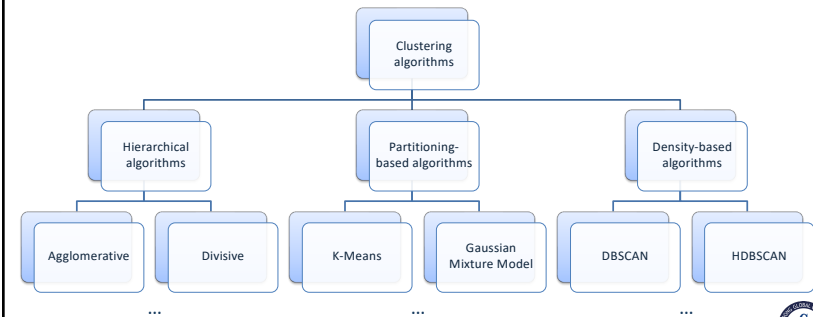 Clustering
algorithms
Hierarchical
algorithms
Partitioning-
based algorithms
Density-based
algorithms
Agglomerative
Divisive
K-Means
Gaussian
Mixture Model
DBSCAN
HDBSCAN
...
...
...